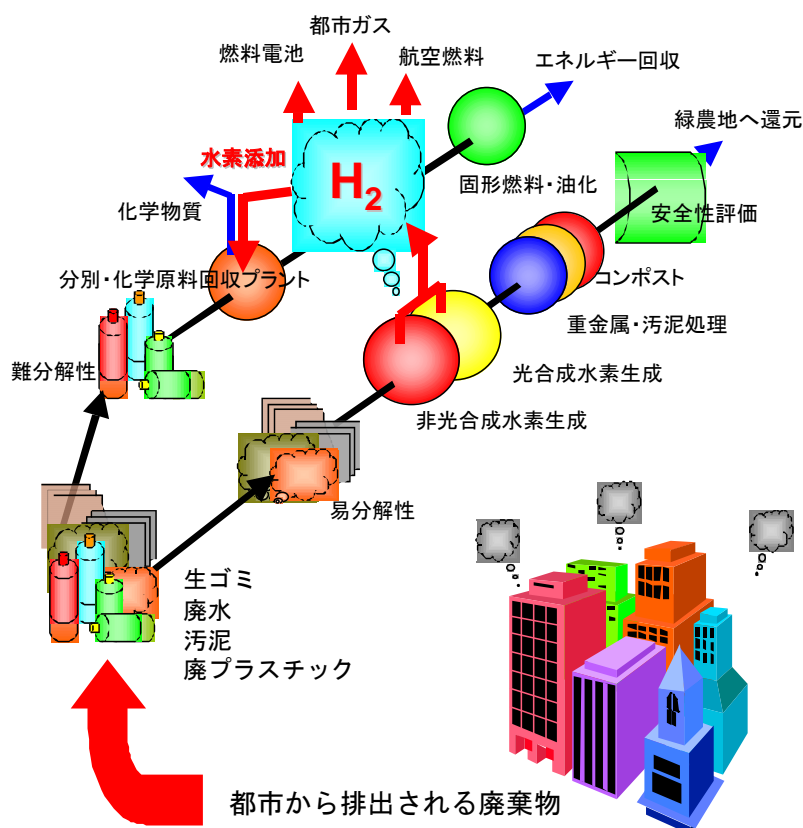 都市ガス
燃料電池
航空燃料
エネルギー回収
緑農地へ還元
水素添加
H2
化学物質
固形燃料・油化
安全性評価
分別・化学原料回収プラント
コンポスト
重金属・汚泥処理
難分解性
光合成水素生成
非光合成水素生成
易分解性
生ゴミ
廃水
汚泥
廃プラスチック
都市から排出される廃棄物